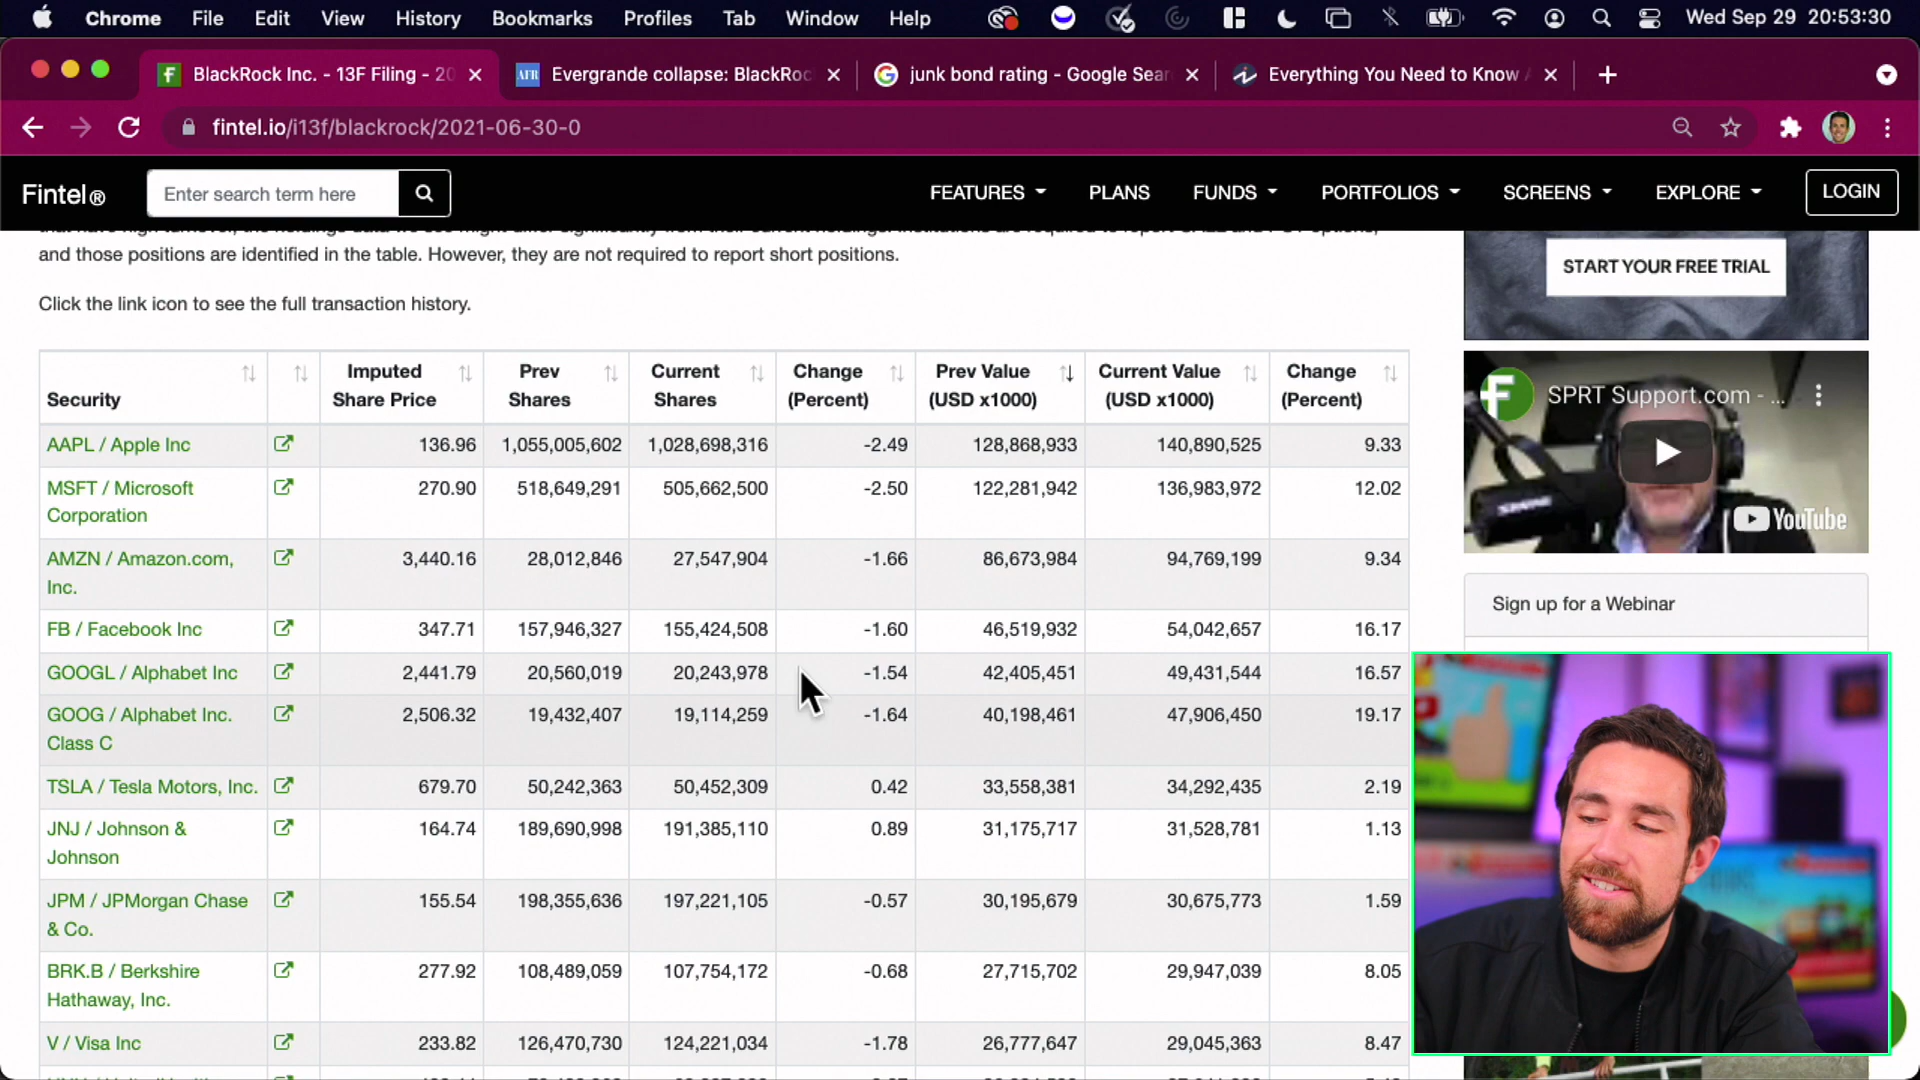 Chrome File Edit View History Bookmarks Profiles Tab Window Help Wed Sep 29 20:53:30
BlackRock Inc. - 13F Filing - 20 Evergrande collapse: BlackRoc junk bond rating - Google Sear Everything You Need to Know
fintel.io/i13f/blackrock/2021-06-30-0
Fintel® Enter search term here FEATURES PLANS FUNDS PORTFOLIOS SCREENS EXPLORE LOGIN
and those positions are identified in the table. However, they are not required to report short positions.
START YOUR FREE TRIAL
Click the link icon to see the full transaction history.
Security Imputed Share Price Prev Shares Current Shares Change (Percent) Prev Value (USD x1000) Current Value (USD x1000) Change (Percent)
AAPL / Apple Inc 136.96 1,055,005,602 1,028,698,316 -2.49 128,868,933 140,890,525 9.33
MSFT / Microsoft Corporation 270.90 518,649,291 505,662,500 -2.50 122,281,942 136,983,972 12.02
AMZN / Amazon.com, Inc. 3,440.16 28,012,846 27,547,904 -1.66 86,673,984 94,769,199 9.34
FB / Facebook Inc 347.71 157,946,327 155,424,508 -1.60 46,519,932 54,042,657 16.17
GOOGL / Alphabet Inc 2,441.79 20,560,019 20,243,978 -1.54 42,405,451 49,431,544 16.57
GOOG / Alphabet Inc. Class C 2,506.32 19,432,407 19,114,259 -1.64 40,198,461 47,906,450 19.17
TSLA / Tesla Motors, Inc. 679.70 50,242,363 50,452,309 0.42 33,558,381 34,292,435 2.19
JNJ / Johnson & Johnson 164.74 189,690,998 191,385,110 0.89 31,175,717 31,528,781 1.13
JPM / JPMorgan Chase & Co. 155.54 198,355,636 197,221,105 -0.57 30,195,679 30,675,773 1.59
BRK.B / Berkshire Hathaway, Inc. 277.92 108,489,059 107,754,172 -0.68 27,715,702 29,947,039 8.05
V / Visa Inc 233.82 126,470,730 124,221,034 -1.78 26,777,647 29,045,363 8.47
SPRT Support.com - ...
YouTube
Sign up for a Webinar